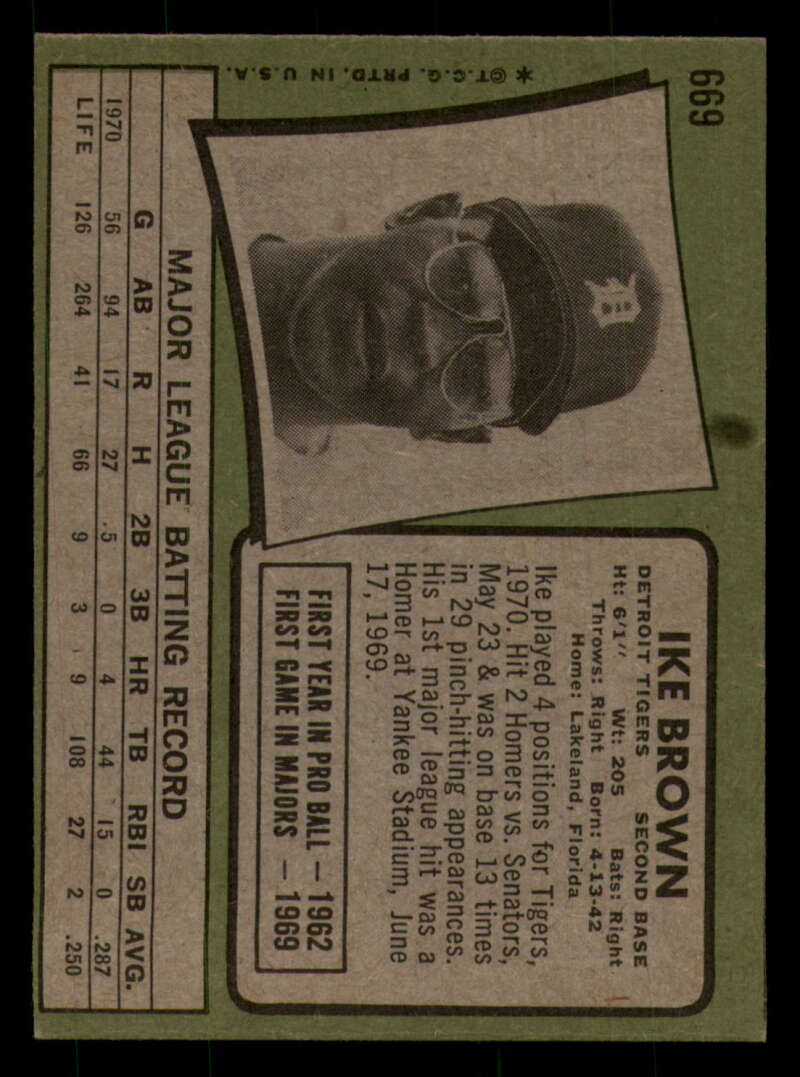 669
IKE BROWN
DETROIT TIGERS SECOND BASE
Ht: 6'1" Wt: 205 Bats: Right
Throws: Right Born: 4-13-42
Home: Lakeland, Florida
Ike played 4 positions for Tigers,
1970. Hit 2 Homers vs. Senators,
May 23 & was on base 13 times
in 29 pinch-hitting appearances.
His 1st major league hit was a
Homer at Yankee Stadium, June
17, 1969.
FIRST YEAR IN PRO BALL — 1962
FIRST GAME IN MAJORS — 1969
D
✶ ©T.C.G. PRTD. IN U.S.A.
MAJOR LEAGUE BATTING RECORD
G AB R H 2B 3B HR TB RBI SB AVG.
1970 56 94 17 27 5 0 4 44 15 0 .287
LIFE 126 264 41 66 9 3 9 108 27 2 .250